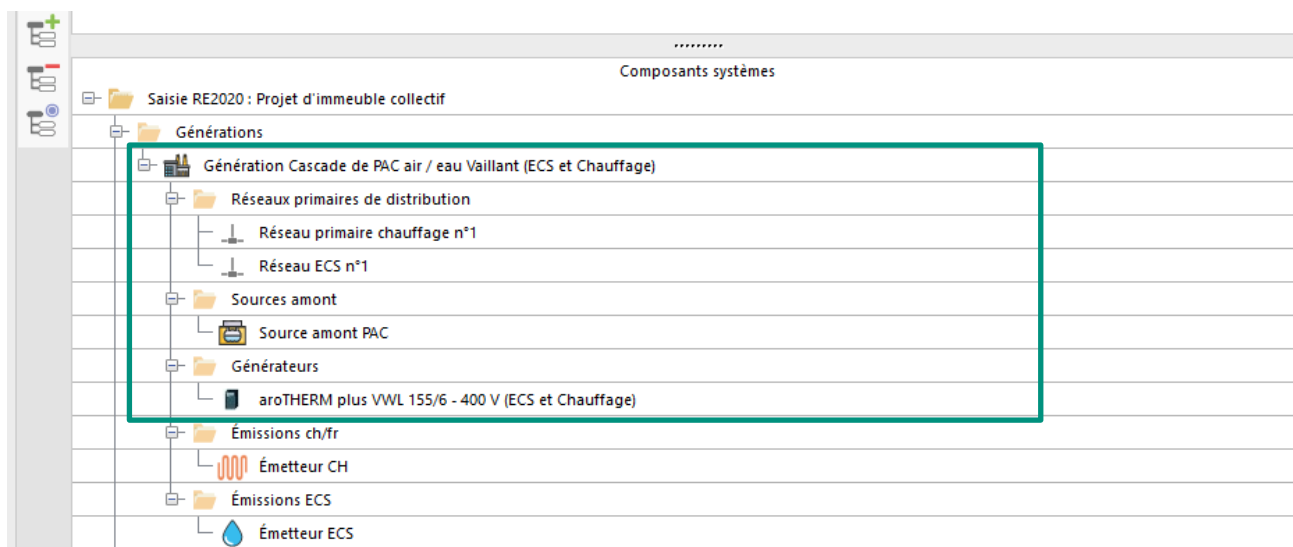 Composants systèmes
Saisie RE2020 : Projet d'immeuble collectif
Générations
Génération Cascade de PAC air / eau Vaillant (ECS et Chauffage)
Réseaux primaires de distribution
Réseau primaire chauffage n°1
Réseau ECS n°1
Sources amont
Source amont PAC
Générateurs
aroTHERM plus VWL 155/6 - 400 V (ECS et Chauffage)
Émissions ch/fr
Émetteur CH
Émissions ECS
Émetteur ECS